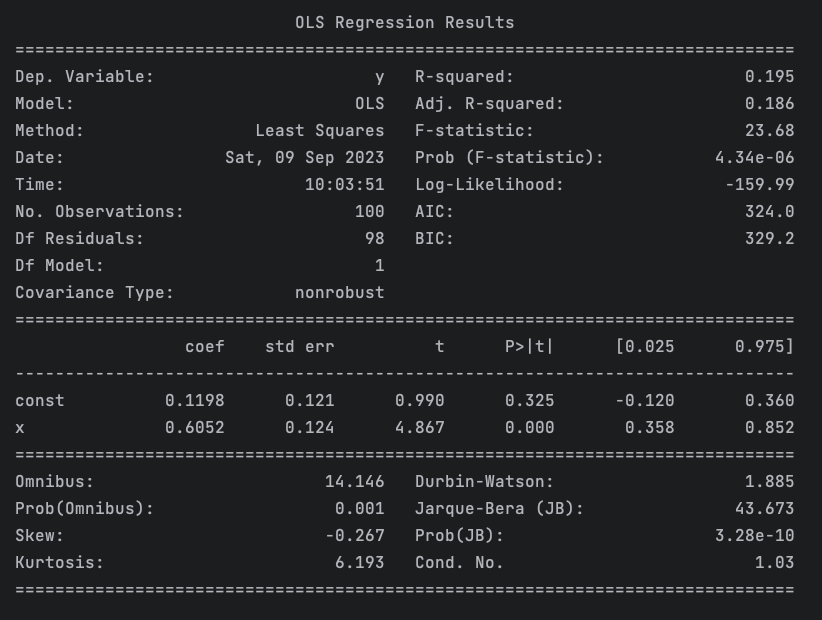 OLS Regression Results
==============================================================================
Dep. Variable:                      y   R-squared:                       0.195
Model:                            OLS   Adj. R-squared:                  0.186
Method:                 Least Squares   F-statistic:                     23.68
Date:                Sat, 09 Sep 2023   Prob (F-statistic):           4.34e-06
Time:                        10:03:51   Log-Likelihood:                -159.99
No. Observations:                 100   AIC:                             324.0
Df Residuals:                      98   BIC:                             329.2
Df Model:                           1
Covariance Type:            nonrobust
==============================================================================
                 coef    std err          t      P>|t|      [0.025      0.975]
------------------------------------------------------------------------------
const          0.1198      0.121      0.990      0.325      -0.120       0.360
x              0.6052      0.124      4.867      0.000       0.358       0.852
==============================================================================
Omnibus:                       14.146   Durbin-Watson:                   1.885
Prob(Omnibus):                  0.001   Jarque-Bera (JB):               43.673
Skew:                          -0.267   Prob(JB):                     3.28e-10
Kurtosis:                       6.193   Cond. No.                         1.03
==============================================================================